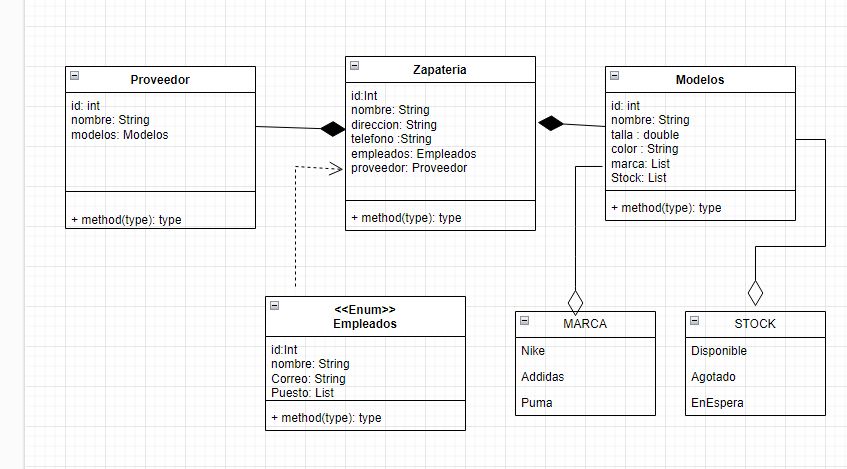 Proveedor
id: int
nombre: String
modelos: Modelos
+ method(type): type
Zapateria
id:Int
nombre: String
direccion: String
telefono :String
empleados: Empleados
proveedor: Proveedor
+ method(type): type
Modelos
id: int
nombre: String
talla : double
color : String
marca: List
Stock: List
+ method(type): type
<<Enum>>
Empleados
id:Int
nombre: String
Correo: String
Puesto: List
+ method(type): type
MARCA
Nike
Addidas
Puma
STOCK
Disponible
Agotado
EnEspera